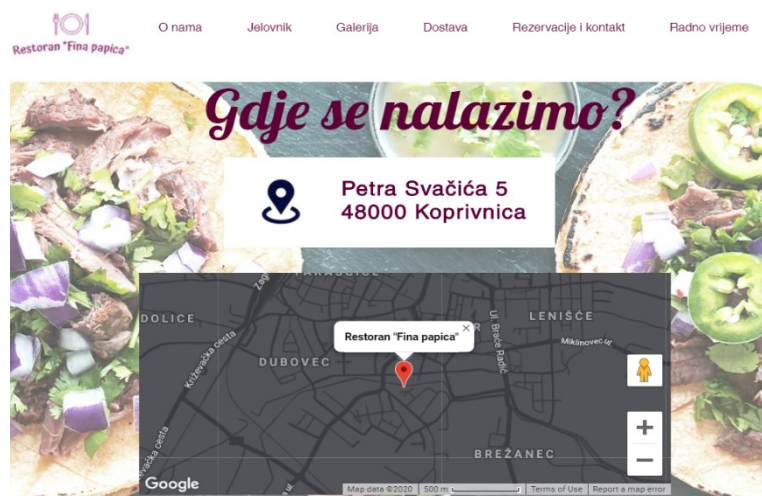 O nama Jelovnik Galerija Dostava Rezervacije i kontakt Radno vrijeme
Restoran "Fina papica"
Gdje se nalazimo?
Petra Svačića 5
48000 Koprivnica
DOLICE
LENIŠĆE
Restoran "Fina papica" ×
Ul. Braće Radić
Miklinovec ul.
Križevačka cesta
DUBOVEC
BREŽANEC
Google
Map data ©2020 500 m Terms of Use Report a map error